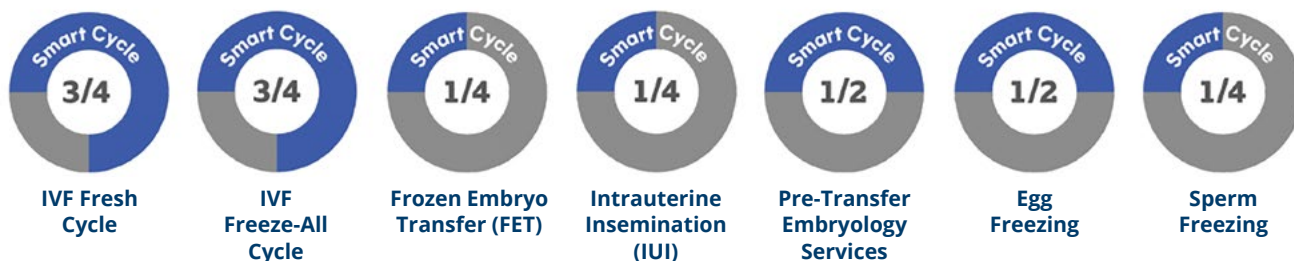 Smart Cycle
3/4
IVF Fresh
Cycle
Smart Cycle
3/4
IVF
Freeze-All
Cycle
Smart Cycle
1/4
Frozen Embryo
Transfer (FET)
Smart Cycle
1/4
Intrauterine
Insemination
(IUI)
Smart Cycle
1/2
Pre-Transfer
Embryology
Services
Smart Cycle
1/2
Egg
Freezing
Smart Cycle
1/4
Sperm
Freezing